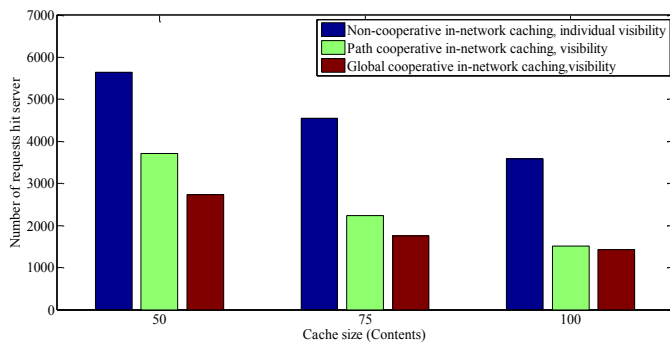 7000
6000
5000
4000
3000
2000
1000
0
Number of requests hit server
Non-cooperative in-network caching, individual visibility
Path cooperative in-network caching, visibility
Global cooperative in-network caching,visibility
50
75
100
Cache size (Contents)